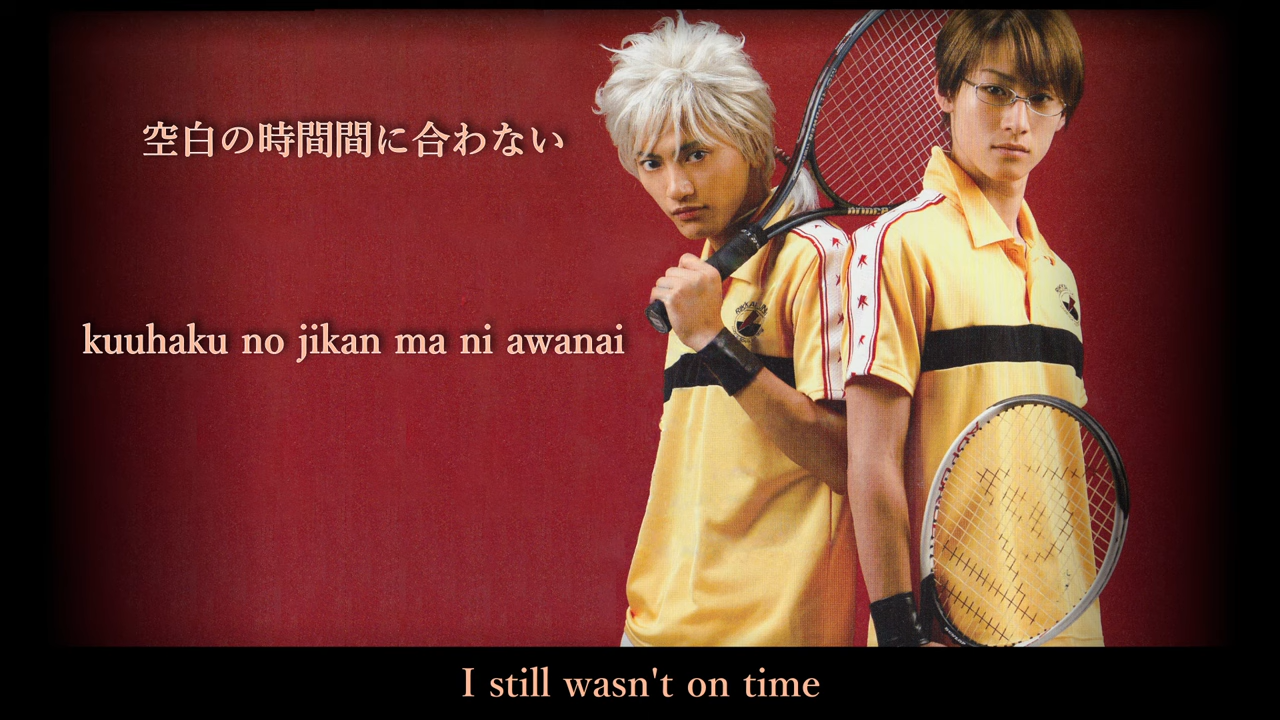 空白の時間間に合わない
kuuhaku no jikan ma ni awanai
prince
I still wasn't on time